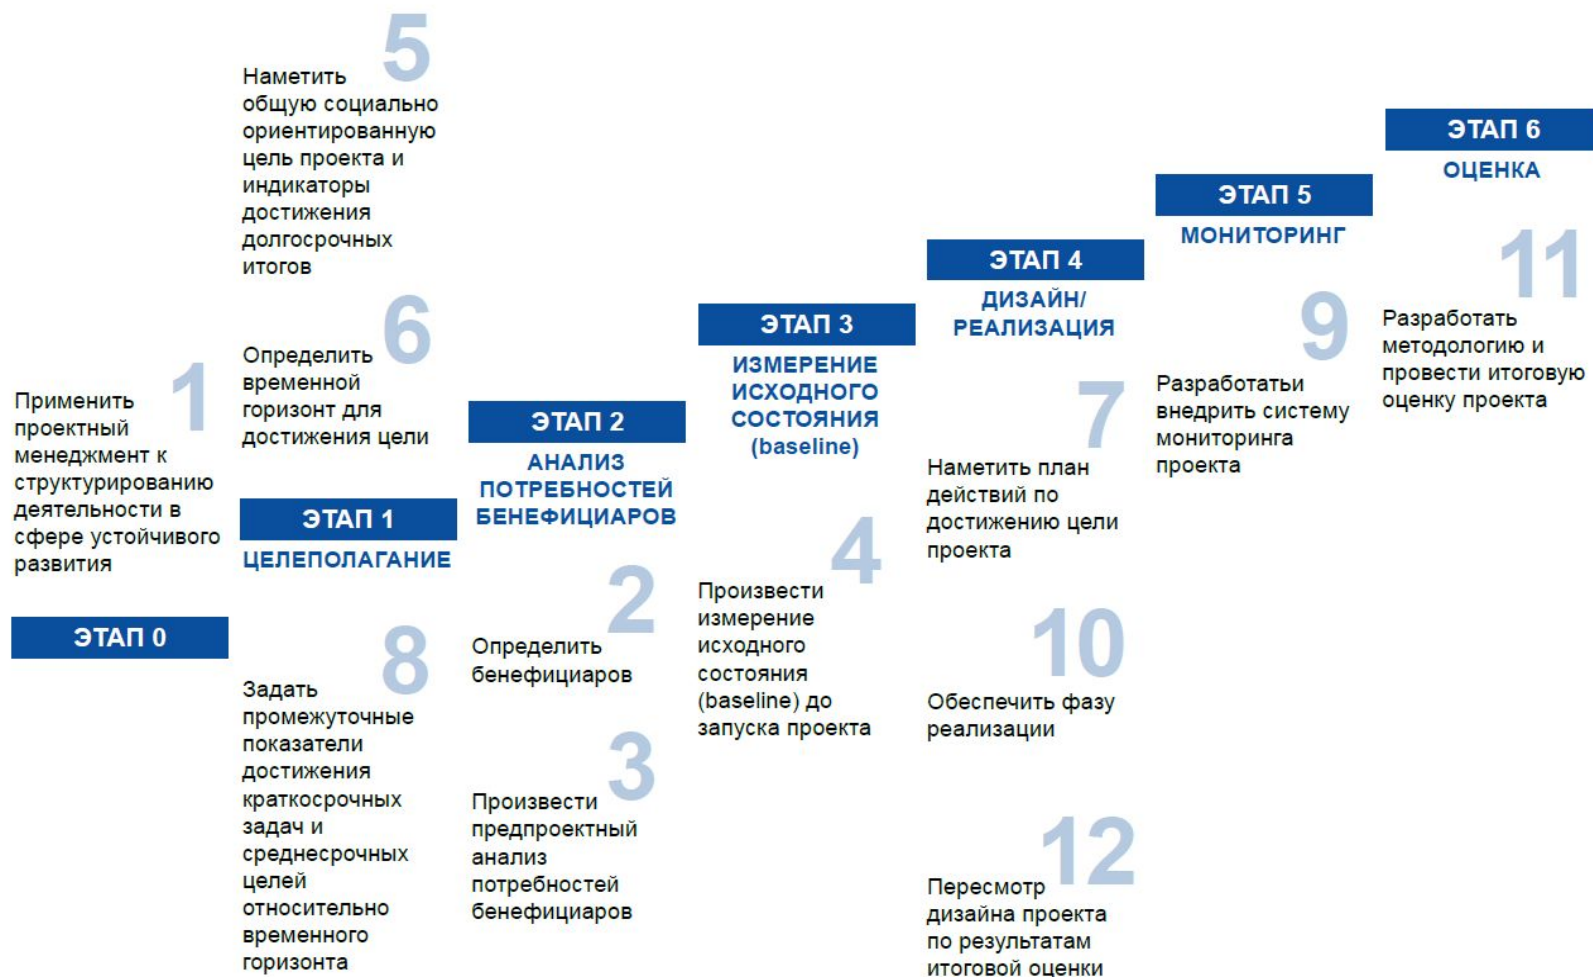 1
Применить
проектный
менеджмент к
структурированию
деятельности в
сфере устойчивого
развития
ЭТАП 0
5
Наметить
общую социально
ориентированную
цель проекта и
индикаторы
достижения
долгосрочных
итогов
6
Определить
временной
горизонт для
достижения цели
ЭТАП 1
ЦЕЛЕПОЛАГАНИЕ
8
Задать
промежуточные
показатели
достижения
краткосрочных
задач и
среднесрочных
целей
относительно
временного
горизонта
ЭТАП 2
АНАЛИЗ
ПОТРЕБНОСТЕЙ
БЕНЕФИЦИАРОВ
2
Определить
бенефициаров
3
Произвести
предпроектный
анализ
потребностей
бенефициаров
ЭТАП 3
ИЗМЕРЕНИЕ
ИСХОДНОГО
СОСТОЯНИЯ
(baseline)
4
Произвести
измерение
исходного
состояния
(baseline) до
запуска проекта
ЭТАП 4
ДИЗАЙН/
РЕАЛИЗАЦИЯ
7
Наметить план
действий по
достижению цели
проекта
10
Обеспечить фазу
реализации
12
Пересмотр
дизайна проекта
по результатам
итоговой оценки
ЭТАП 5
МОНИТОРИНГ
9
Разработатьи
внедрить систему
мониторинга
проекта
ЭТАП 6
ОЦЕНКА
11
Разработать
методологию и
провести итоговую
оценку проекта